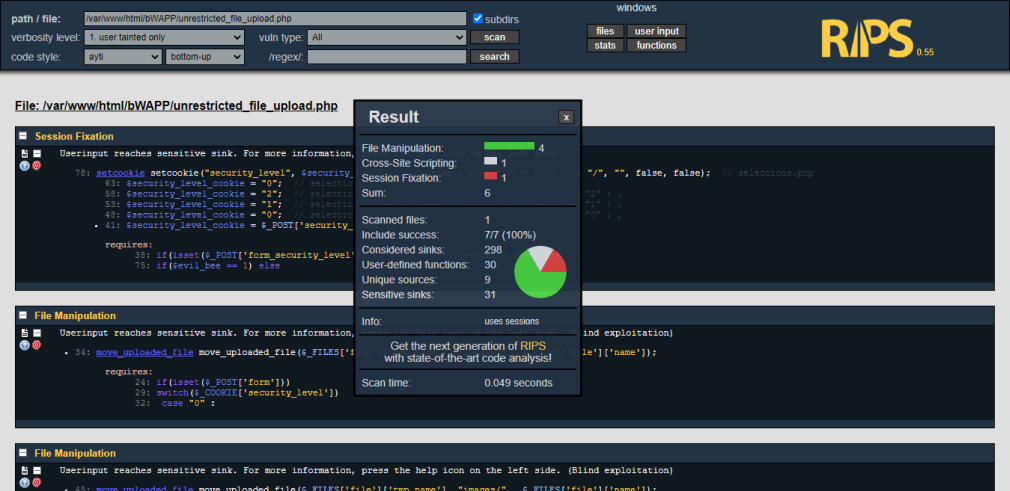 path / file: /var/www/html/bWAPP/unrestricted_file_upload.php subdirs
verbosity level: 1. user tainted only vuln type: All scan
code style: ayti bottom-up /regex/: search
windows
files user input
stats functions
RIPS 0.55
File: /var/www/html/bWAPP/unrestricted_file_upload.php
Session Fixation
Userinput reaches sensitive sink. For more information,
78: setcookie setcookie("security_level", $security_ "/", "", false, false); // selections.php
63: $security_level_cookie = "0"; // selectio
58: $security_level_cookie = "2"; // selectio "2" : ,
53: $security_level_cookie = "1"; // selectio "1" : ,
48: $security_level_cookie = "0"; // selectio "0" : ,
• 41: $security_level_cookie = $_POST['security_
requires:
38: if(isset($_POST['form_security_level'
75: if($evil_bee == 1) else
File Manipulation
Userinput reaches sensitive sink. For more information, ind exploitation)
• 34: move_uploaded_file move_uploaded_file($_FILES['f 'file']['name']);
requires:
24: if(isset($_POST['form']))
29: switch($_COOKIE['security_level'])
32: case "0" :
File Manipulation
Userinput reaches sensitive sink. For more information, press the help icon on the left side. (Blind exploitation)
• 45: move_uploaded_file move_uploaded_file($_FILES['file']['tmp_name'], "images/" . $_FILES['file']['name']);
Result x
File Manipulation: 4
Cross-Site Scripting: 1
Session Fixation: 1
Sum: 6
Scanned files: 1
Include success: 7/7 (100%)
Considered sinks: 298
User-defined functions: 30
Unique sources: 9
Sensitive sinks: 31
Info: uses sessions
Get the next generation of RIPS
with state-of-the-art code analysis!
Scan time: 0.049 seconds